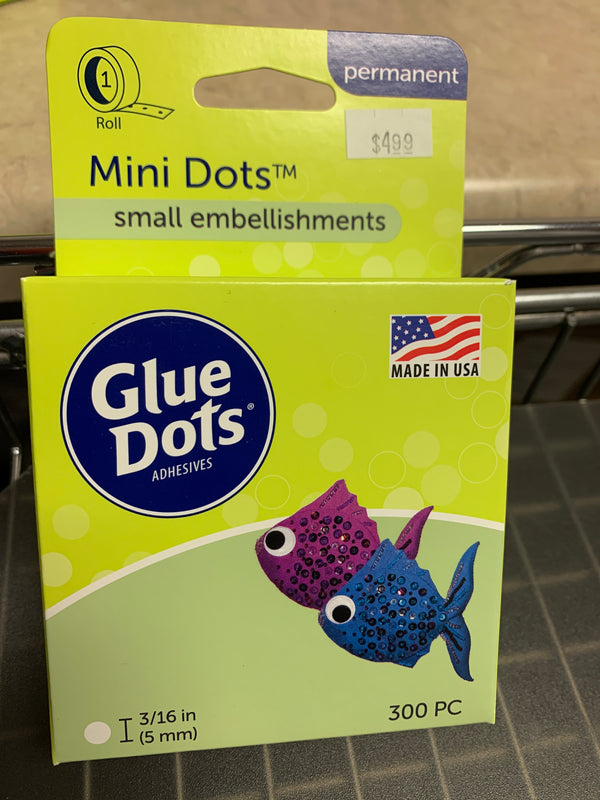 permanent
1
Roll
$4.99
Mini Dots™
small embellishments
Glue
Dots®
ADHESIVES
MADE IN USA
3/16 in
(5 mm)
300 PC